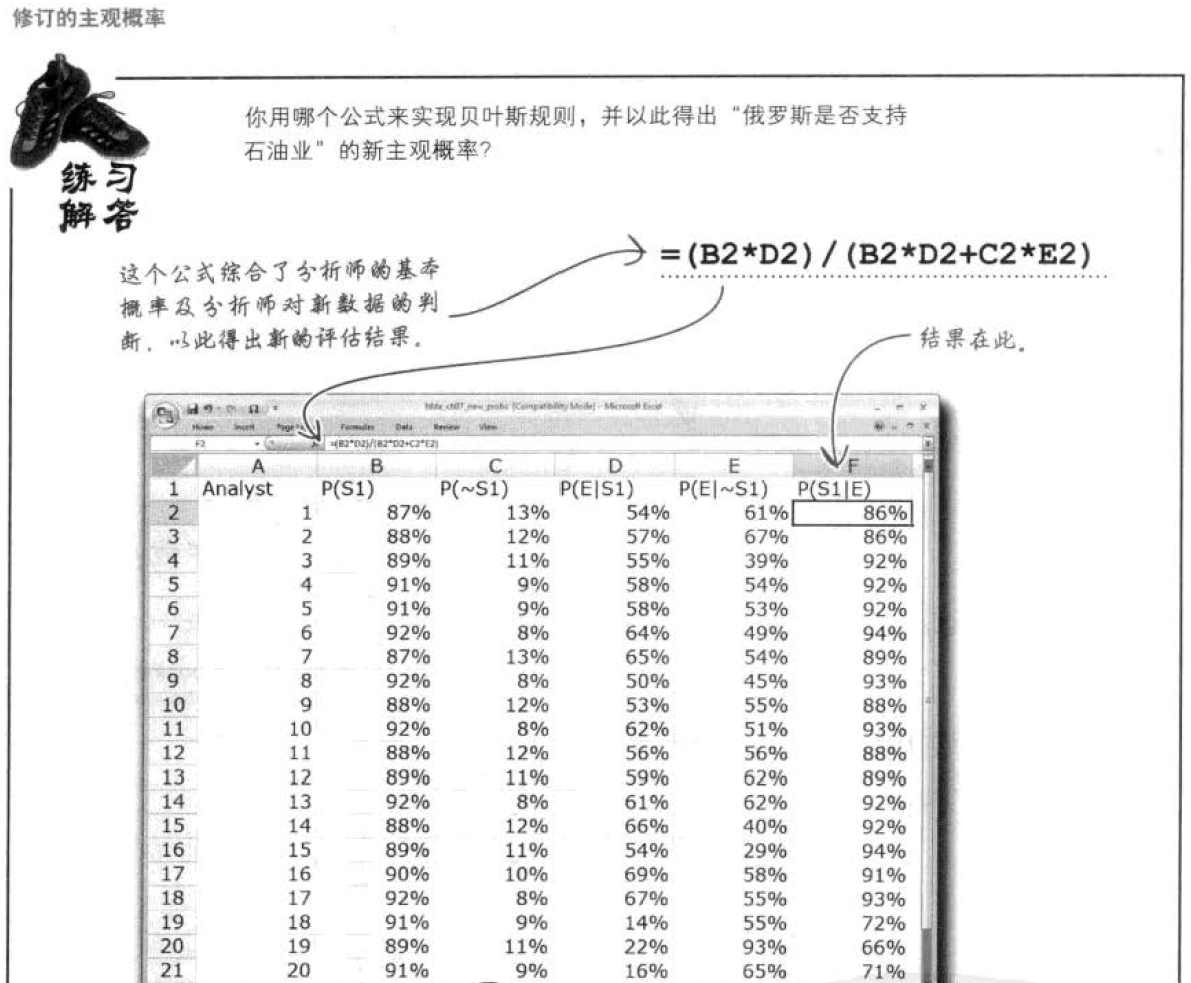 修订的主观概率
你用哪个公式来实现贝叶斯规则，并以此得出“俄罗斯是否支持
石油业”的新主观概率？
练习
解答
=(B2*D2)/(B2*D2+C2*E2)
这个公式综合了分析师的基本
概率及分析师对新数据的判
断，以此得出新的评估结果。
结果在此。
hfda_ch07_new_probs [Compatibility Mode] - Microsoft Excel
Home Insert Formulas Data Review View
F2 =(B2*D2)/(B2*D2+C2*E2)
A B C D E F
1 Analyst P(S1) P(~S1) P(E|S1) P(E|~S1) P(S1|E)
2 1 87% 13% 54% 61% 86%
3 2 88% 12% 57% 67% 86%
4 3 89% 11% 55% 39% 92%
5 4 91% 9% 58% 54% 92%
6 5 91% 9% 58% 53% 92%
7 6 92% 8% 64% 49% 94%
8 7 87% 13% 65% 54% 89%
9 8 92% 8% 50% 45% 93%
10 9 88% 12% 53% 55% 88%
11 10 92% 8% 62% 51% 93%
12 11 88% 12% 56% 56% 88%
13 12 89% 11% 59% 62% 89%
14 13 92% 8% 61% 62% 92%
15 14 88% 12% 66% 40% 92%
16 15 89% 11% 54% 29% 94%
17 16 90% 10% 69% 58% 91%
18 17 92% 8% 67% 55% 93%
19 18 91% 9% 14% 55% 72%
20 19 89% 11% 22% 93% 66%
21 20 91% 9% 16% 65% 71%